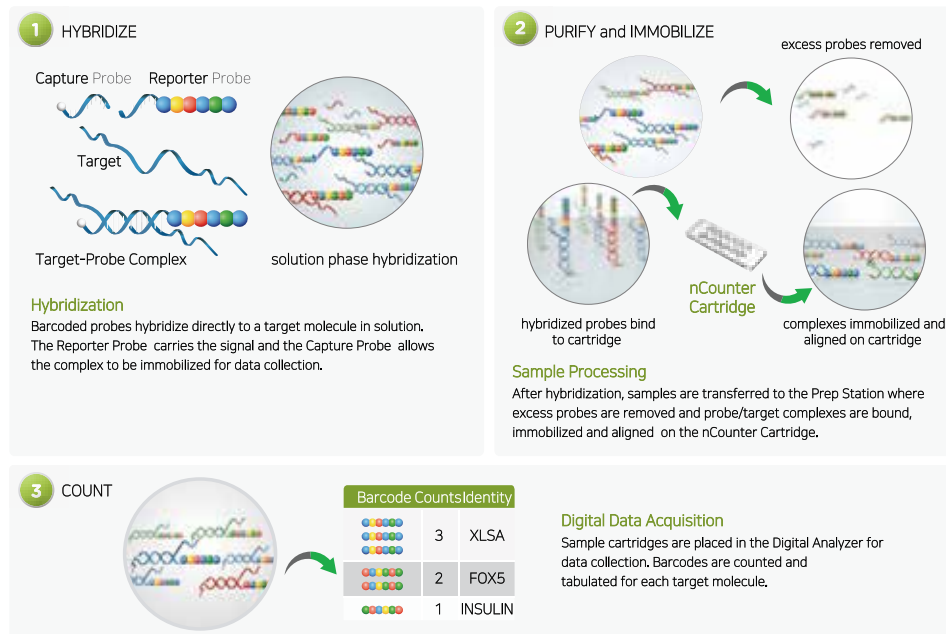 1 HYBRIDIZE
Capture Probe Reporter Probe
Target
Target-Probe Complex
solution phase hybridization
Hybridization
Barcoded probes hybridize directly to a target molecule in solution.
The Reporter Probe carries the signal and the Capture Probe allows
the complex to be immobilized for data collection.
2 PURIFY and IMMOBILIZE
excess probes removed
hybridized probes bind
to cartridge
nCounter
Cartridge
complexes immobilized and
aligned on cartridge
Sample Processing
After hybridization, samples are transferred to the Prep Station where
excess probes are removed and probe/target complexes are bound,
immobilized and aligned on the nCounter Cartridge.
3 COUNT
Barcode Counts Identity
3 XLSA
2 FOX5
1 INSULIN
Digital Data Acquisition
Sample cartridges are placed in the Digital Analyzer for
data collection. Barcodes are counted and
tabulated for each target molecule.